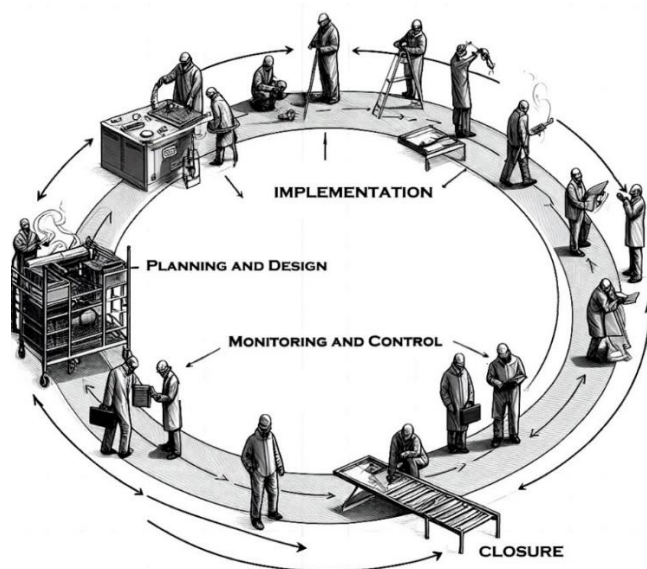 IMPLEMENTATION
PLANNING AND DESIGN
MONITORING AND CONTROL
CLOSURE